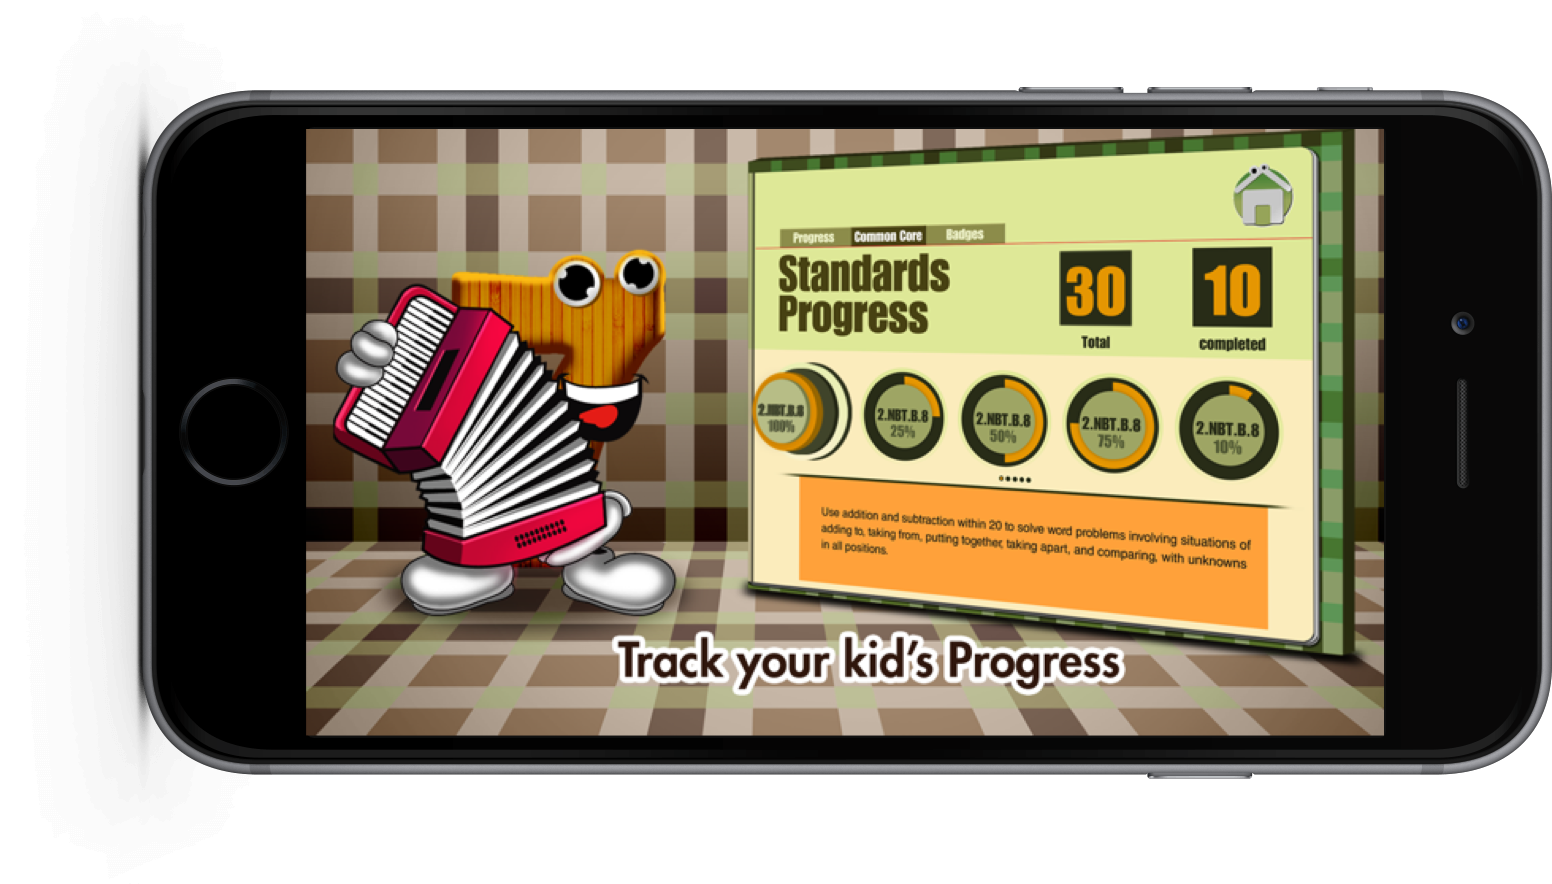 Progress Common Core Badges
Standards
Progress
30
Total
10
completed
2.NBT.B.8
100%
2.NBT.B.8
25%
2.NBT.B.8
50%
2.NBT.B.8
75%
2.NBT.B.8
10%
Use addition and subtraction within 20 to solve word problems involving situations of
adding to, taking from, putting together, taking apart, and comparing, with unknowns
in all positions.
Track your kid's Progress